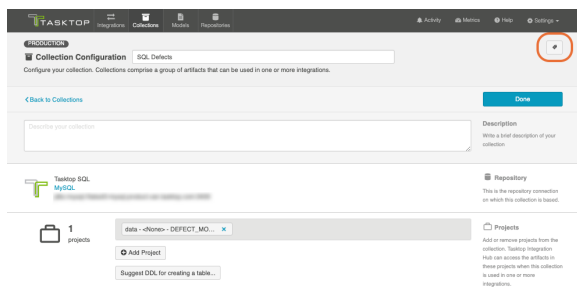 TASKTOP
Integrations
Collections
Models
Repositories
Activity
Metrics
Help
Settings
PRODUCTION
Collection Configuration
SQL Defects
Configure your collection. Collections comprise a group of artifacts that can be used in one or more integrations.
Back to Collections
Done
Describe your collection
Description
Write a brief description of your
collection
Tasktop SQL
MySQL
Repository
This is the repository connection
on which this collection is based.
1
projects
data - <None> - DEFECT_MO... ×
Add Project
Suggest DDL for creating a table...
Projects
Add or remove projects from the
collection. Tasktop Integration
Hub can access the artifacts in
these projects when this collection
is used in one or more
integrations.